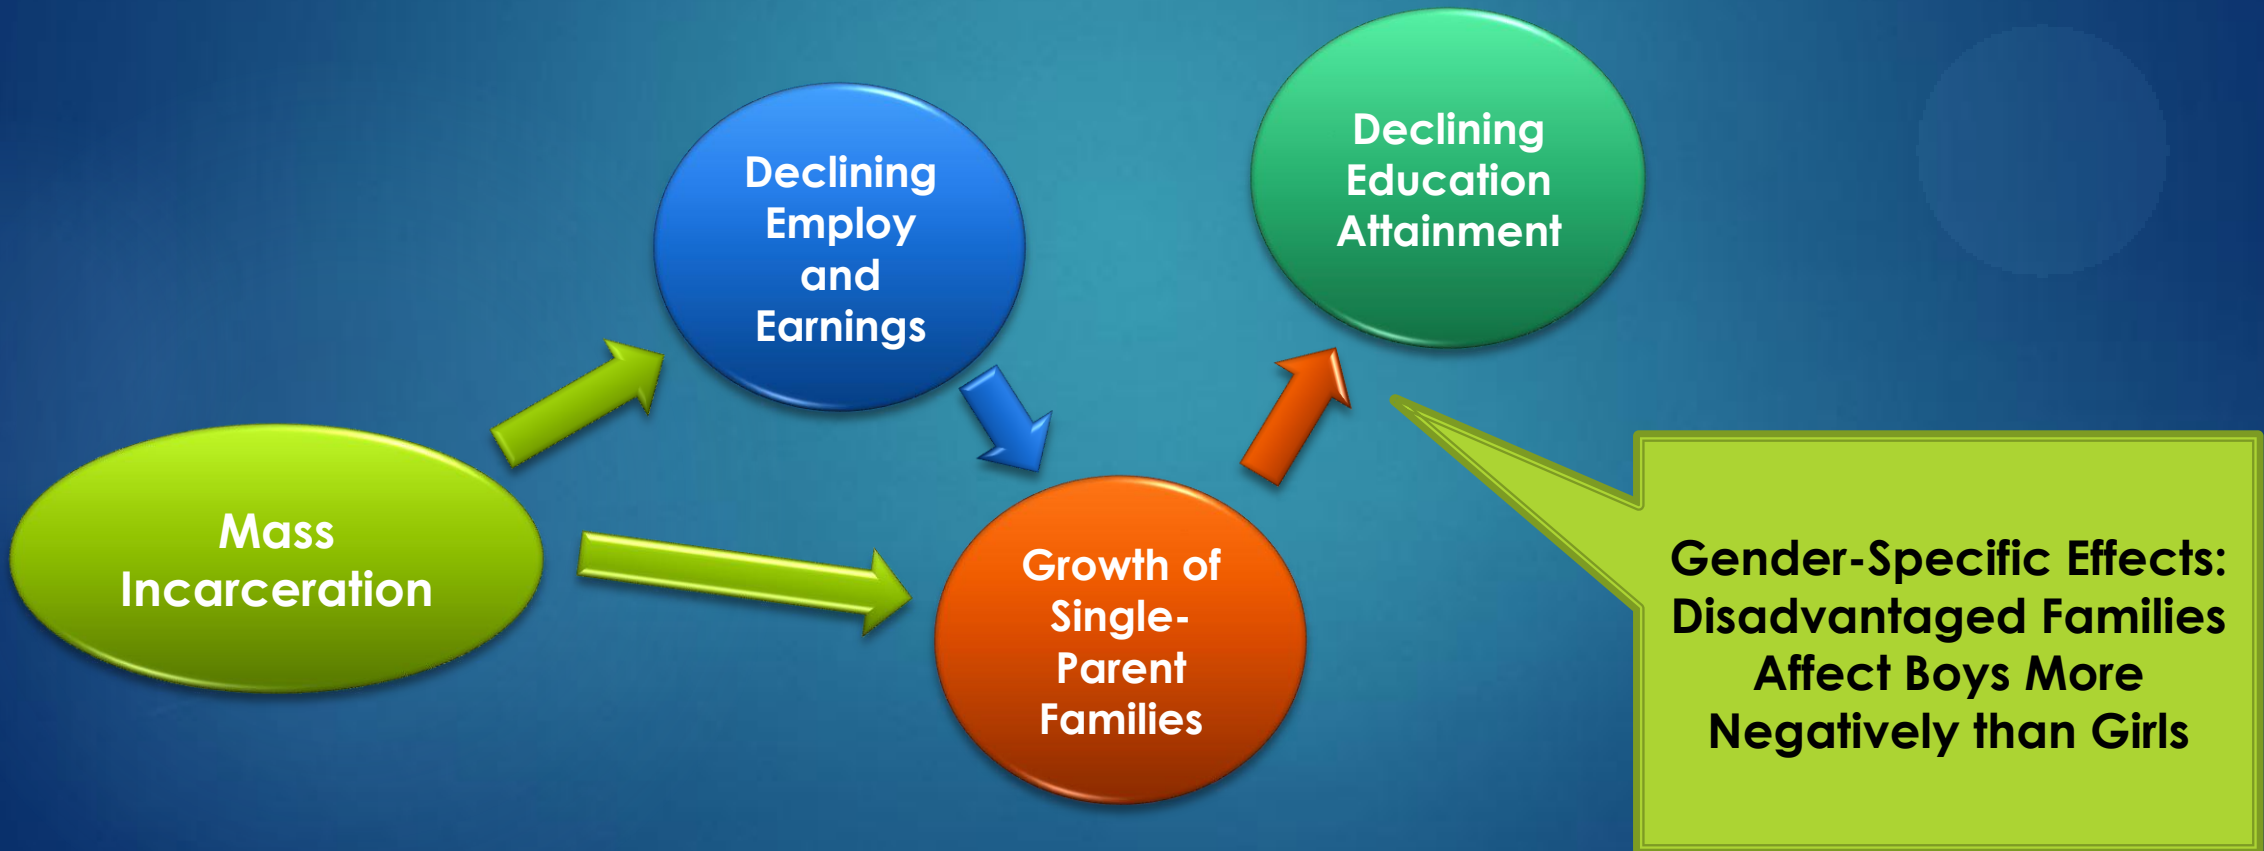 Mass
Incarceration
Declining
Employ
and
Earnings
Growth of
Single-
Parent
Families
Declining
Education
Attainment
Gender-Specific Effects:
Disadvantaged Families
Affect Boys More
Negatively than Girls